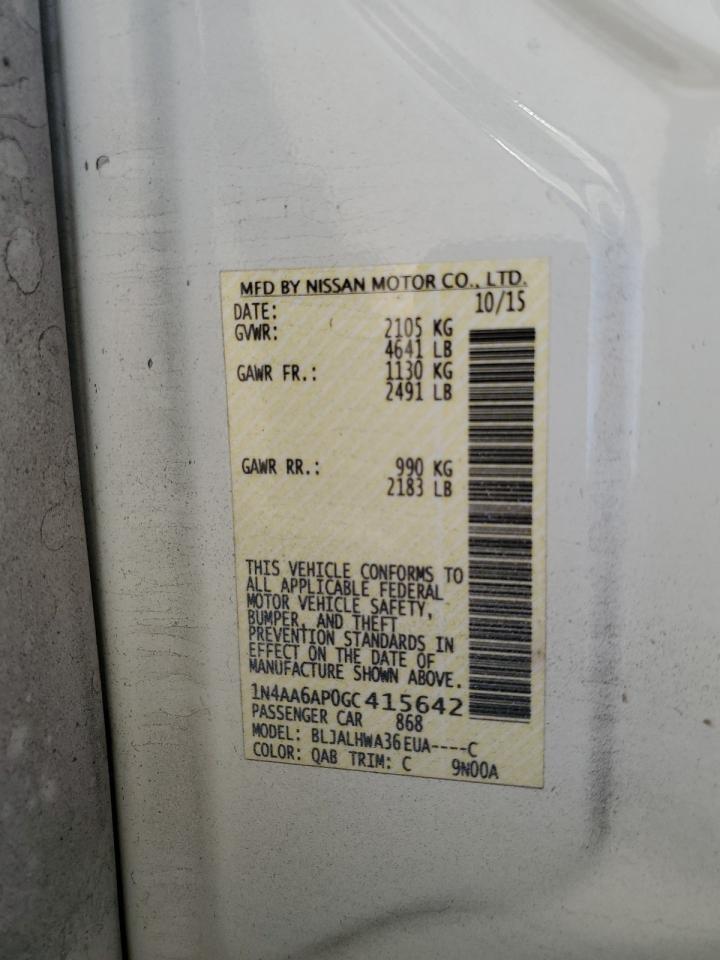 MFD BY NISSAN MOTOR CO., LTD.
DATE: 10/15
GVWR: 2105 KG
4641 LB
GAWR FR.: 1130 KG
2491 LB
GAWR RR.: 990 KG
2183 LB
THIS VEHICLE CONFORMS TO
ALL APPLICABLE FEDERAL
MOTOR VEHICLE SAFETY,
BUMPER, AND THEFT
PREVENTION STANDARDS IN
EFFECT ON THE DATE OF
MANUFACTURE SHOWN ABOVE.
1N4AA6AP0GC415642
PASSENGER CAR 868
MODEL: BLJALHWA36EUA----C
COLOR: QAB TRIM: C 9N00A